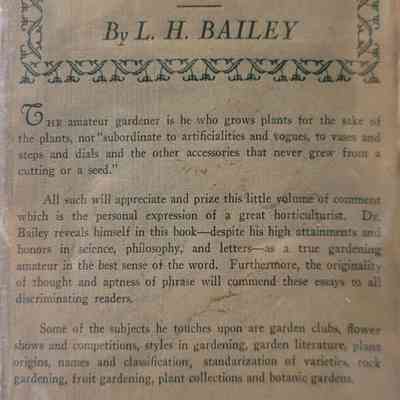 By L. H. BAILEY
THE amateur gardener is he who grows plants for the sake of
the plants, not "subordinate to artificialities and vogues, to vases and
steps and dials and the other accessories that never grew from a
cutting or a seed."
All such will appreciate and prize this little volume of comment
which is the personal expression of a great horticulturist. Dr.
Bailey reveals himself in this book—despite his high attainments and
honors in science, philosophy, and letters—as a true gardening
amateur in the best sense of the word. Furthermore, the originality
of thought and aptness of phrase will commend these essays to all
discriminating readers.
Some of the subjects he touches upon are garden clubs, flower
shows and competitions, styles in gardening, garden literature, plant
origins, names and classification, standarization of varieties, rock
gardening, fruit gardening, plant collections and botanic gardens.